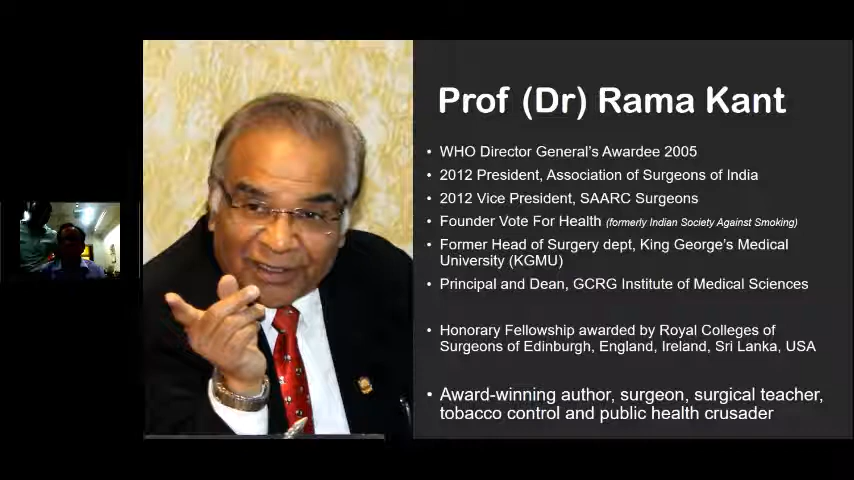 Prof (Dr) Rama Kant
• WHO Director General's Awardee 2005
• 2012 President, Association of Surgeons of India
• 2012 Vice President, SAARC Surgeons
• Founder Vote For Health (formerly Indian Society Against Smoking)
• Former Head of Surgery dept, King George's Medical
University (KGMU)
• Principal and Dean, GCRG Institute of Medical Sciences
• Honorary Fellowship awarded by Royal Colleges of
Surgeons of Edinburgh, England, Ireland, Sri Lanka, USA
• Award-winning author, surgeon, surgical teacher,
tobacco control and public health crusader